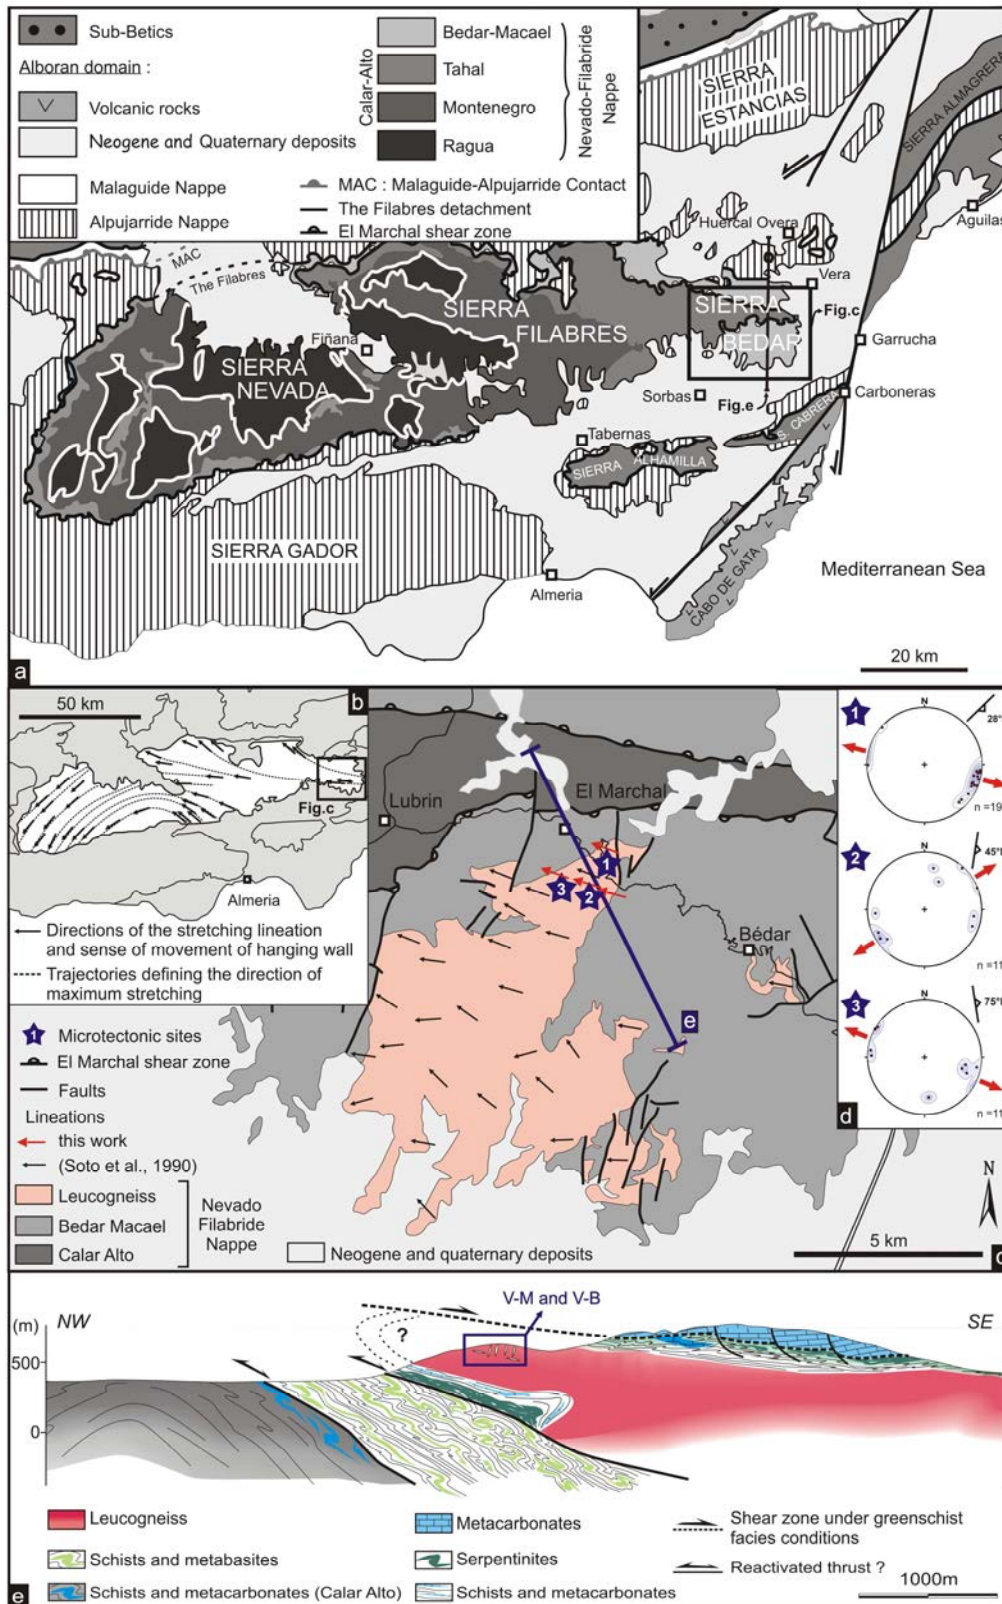 Sub-Betics
Alboran domain :
Volcanic rocks
Neogene and Quaternary deposits
Malaguide Nappe
Alpujarride Nappe
Calar-Alto
Bedar-Macael
Tahal
Montenegro
Ragua
Nevado-Filabride
Nappe
MAC : Malaguide-Alpujarride Contact
The Filabres detachment
El Marchal shear zone
SIERRA
ESTANCIAS
SIERRA ALMAGRERA
Aguilas
Huercal Overa
Vera
MAC
The Filabres
SIERRA
FILABRES
SIERRA
BEDAR
Fig.c
Garrucha
Fiñana
SIERRA
NEVADA
Sorbas
Fig.e
Carboneras
S. CABRERA
Tabernas
SIERRA ALHAMILLA
SIERRA GADOR
Almeria
CABO DE GATA
Mediterranean Sea
20 km
a
50 km
b
Fig.c
Almeria
Directions of the stretching lineation
and sense of movement of hanging wall
Trajectories defining the direction of
maximum stretching
1 Microtectonic sites
El Marchal shear zone
Faults
Lineations
this work
(Soto et al., 1990)
Leucogneiss
Bedar Macael
Calar Alto
Nevado
Filabride
Nappe
Neogene and quaternary deposits
Lubrin
El Marchal
1
3
2
Bédar
e
N
5 km
c
1
N
28°
n =19
2
N
45°
n =11
3
N
75°
n =11
d
V-M and V-B
NW
SE
(m)
500
0
?
Leucogneiss
Schists and metabasites
Schists and metacarbonates (Calar Alto)
Metacarbonates
Serpentinites
Schists and metacarbonates
Shear zone under greenschist
facies conditions
Reactivated thrust ?
1000m
e